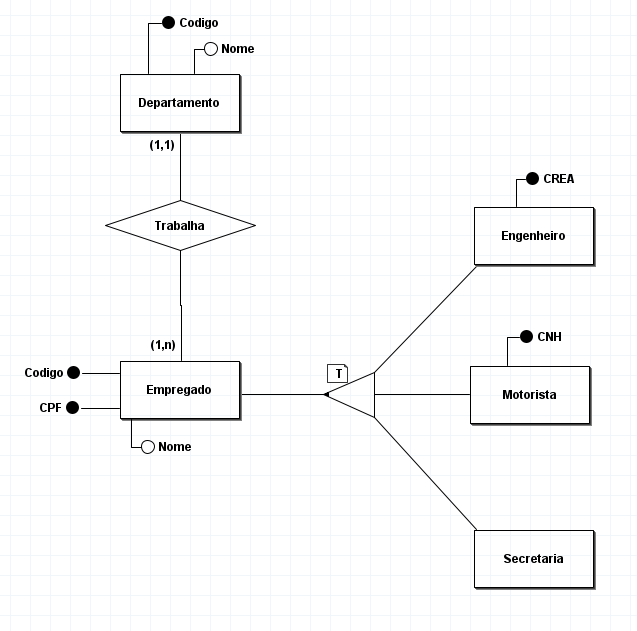 Codigo
Nome
Departamento
(1,1)
Trabalha
(1,n)
Codigo
CPF
Empregado
Nome
T
CREA
Engenheiro
CNH
Motorista
Secretaria